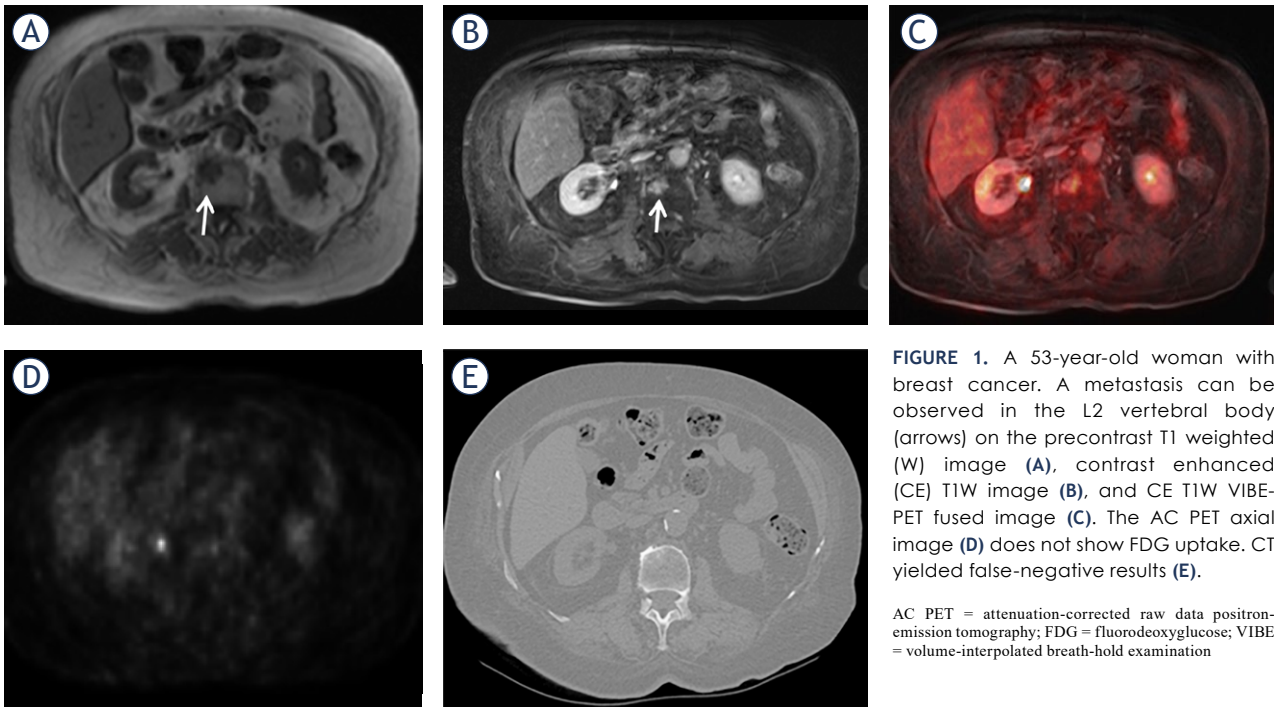 A
B
C
D
E
FIGURE 1. A 53-year-old woman with
breast cancer. A metastasis can be
observed in the L2 vertebral body
(arrows) on the precontrast T1 weighted
(W) image (A), contrast enhanced
(CE) T1W image (B), and CE T1W VIBE-
PET fused image (C). The AC PET axial
image (D) does not show FDG uptake. CT
yielded false-negative results (E).
AC PET = attenuation-corrected raw data positron-
emission tomography; FDG = fluorodeoxyglucose; VIBE
= volume-interpolated breath-hold examination